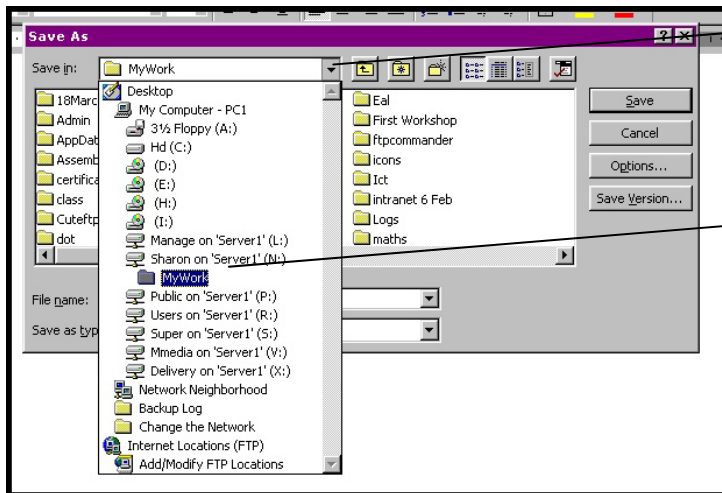 Save As
Save in:
MyWork
18Marc
Admin
AppDat
Assemb
certifica
class
Cuteftp
dot
Desktop
My Computer - PC1
3½ Floppy (A:)
Hd (C:)
(D:)
(E:)
(H:)
(I:)
Manage on 'Server1' (L:)
Sharon on 'Server1' (N:)
MyWork
Public on 'Server1' (P:)
Users on 'Server1' (R:)
Super on 'Server1' (S:)
Mmedia on 'Server1' (V:)
Delivery on 'Server1' (X:)
Network Neighborhood
Backup Log
Change the Network
Internet Locations (FTP)
Add/Modify FTP Locations
Eal
First Workshop
ftpcommander
icons
Ict
intranet 6 Feb
Logs
maths
Save
Cancel
Options...
Save Version...
File name:
Save as typ